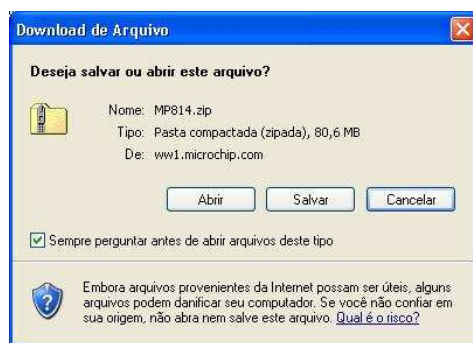 Download de Arquivo
Deseja salvar ou abrir este arquivo?
Nome: MP814.zip
Tipo: Pasta compactada (zipada), 80,6 MB
De: ww1.microchip.com
Abrir Salvar Cancelar
Sempre perguntar antes de abrir arquivos deste tipo
Embora arquivos provenientes da Internet possam ser úteis, alguns
arquivos podem danificar seu computador. Se você não confiar em
sua origem, não abra nem salve este arquivo. Qual é o risco?